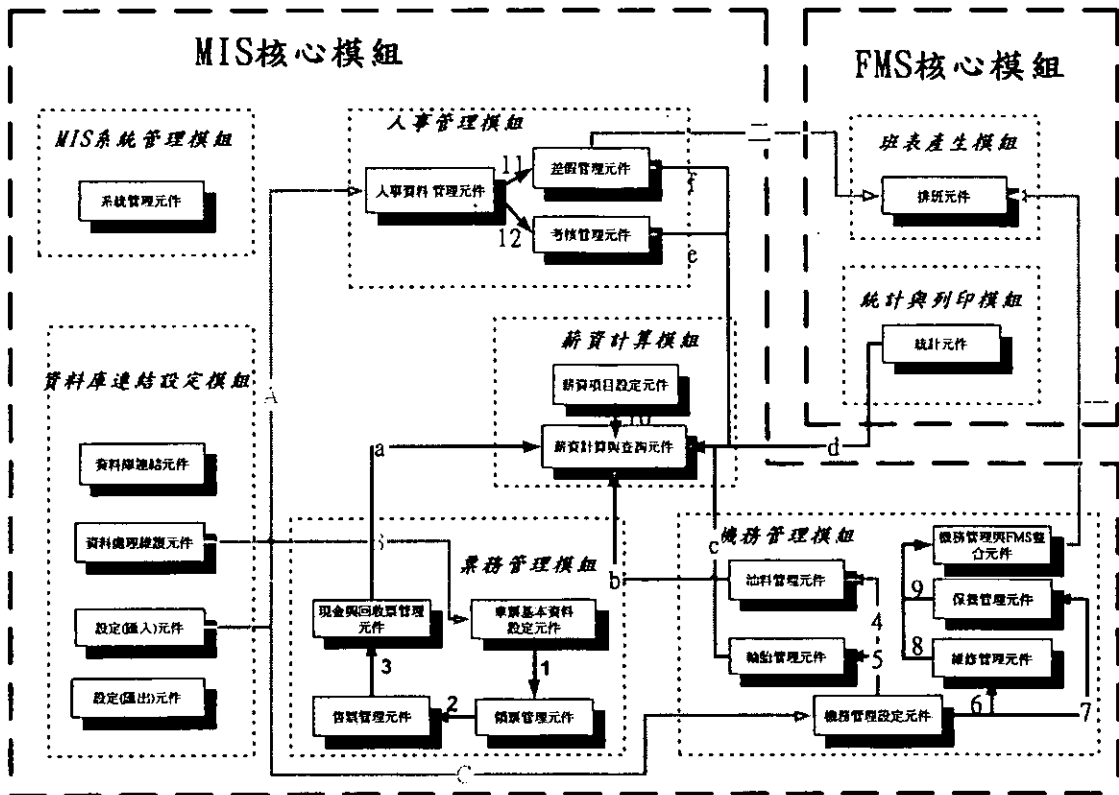 MIS核心模組
FMS核心模組
MIS系統管理模組
系統管理元件
人事管理模組
人事資料 管理元件
11
差假管理元件
12
考核管理元件
f
e
二
班表產生模組
排班元件
統計與列印模組
統計元件
一
資料庫連結設定模組
資料庫連結元件
資料處理維護元件
設定(匯入)元件
設定(匯出)元件
A
薪資計算模組
薪資項目設定元件
10
薪資計算與查詢元件
a
d
b
c
業務管理模組
現金與回收票管理
元件
車票基本資料
設定元件
3
1
售票管理元件
2
領票管理元件
C
機務管理模組
油料管理元件
4
輪胎管理元件
5
機務管理設定元件
機務管理與FMS整
合元件
9
保養管理元件
8
維修管理元件
6
7